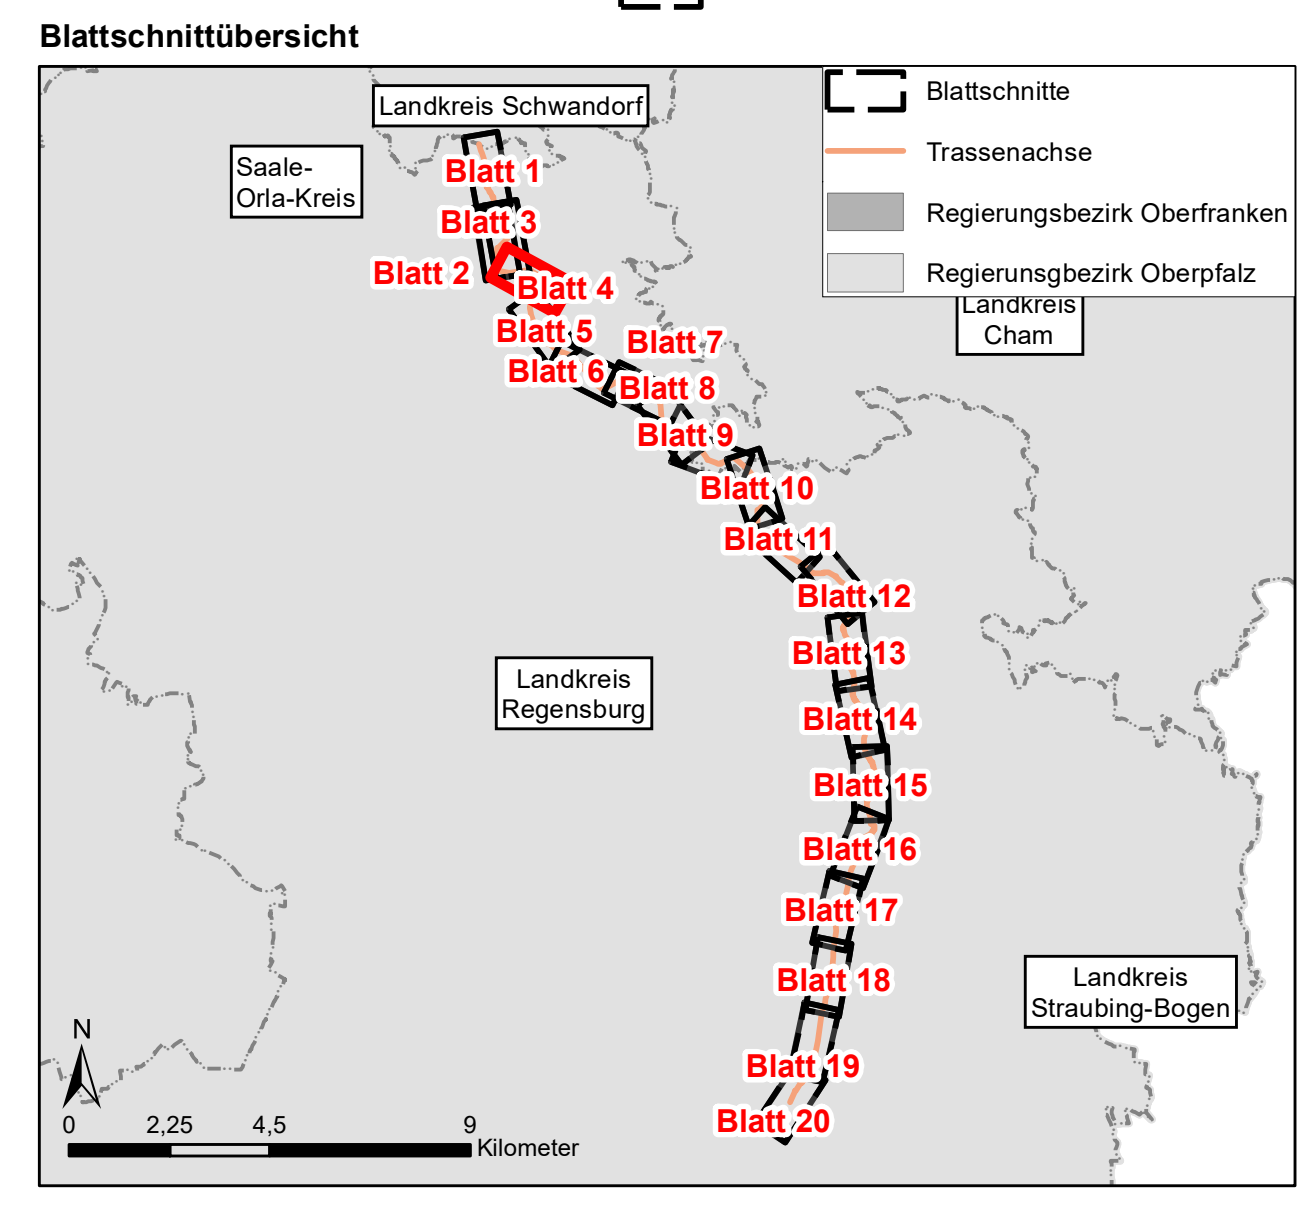 Blattschnittübersicht
Blattschnitte
Trassenachse
Regierungsbezirk Oberfranken
Regierunsgbezirk Oberpfalz
Landkreis Schwandorf
Saale-
Orla-Kreis
Landkreis
Cham
Blatt 1
Blatt 3
Blatt 2
Blatt 4
Blatt 5
Blatt 7
Blatt 6
Blatt 8
Blatt 9
Blatt 10
Blatt 11
Blatt 12
Blatt 13
Landkreis
Regensburg
Blatt 14
Blatt 15
Blatt 16
Blatt 17
Blatt 18
Landkreis
Straubing-Bogen
Blatt 19
Blatt 20
N
0 2,25 4,5 9
Kilometer